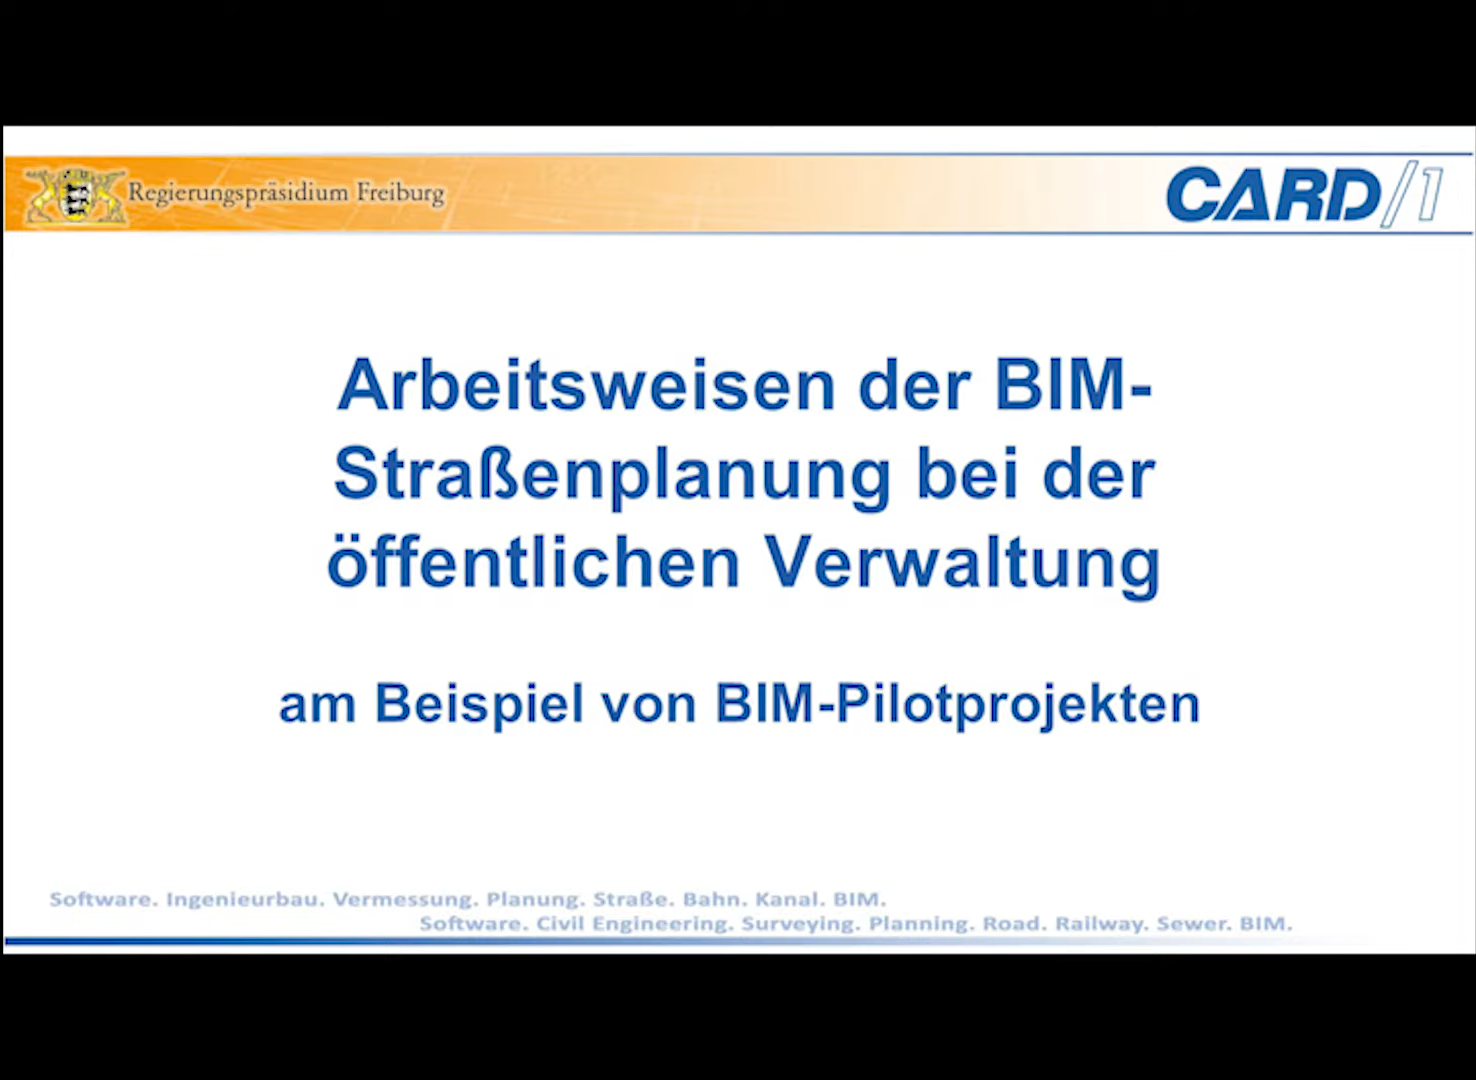 Regierungspräsidium Freiburg
CARD/1
Arbeitsweisen der BIM-
Straßenplanung bei der
öffentlichen Verwaltung
am Beispiel von BIM-Pilotprojekten
Software. Ingenieurbau. Vermessung. Planung. Straße. Bahn. Kanal. BIM.
Software. Civil Engineering. Surveying. Planning. Road. Railway. Sewer. BIM.